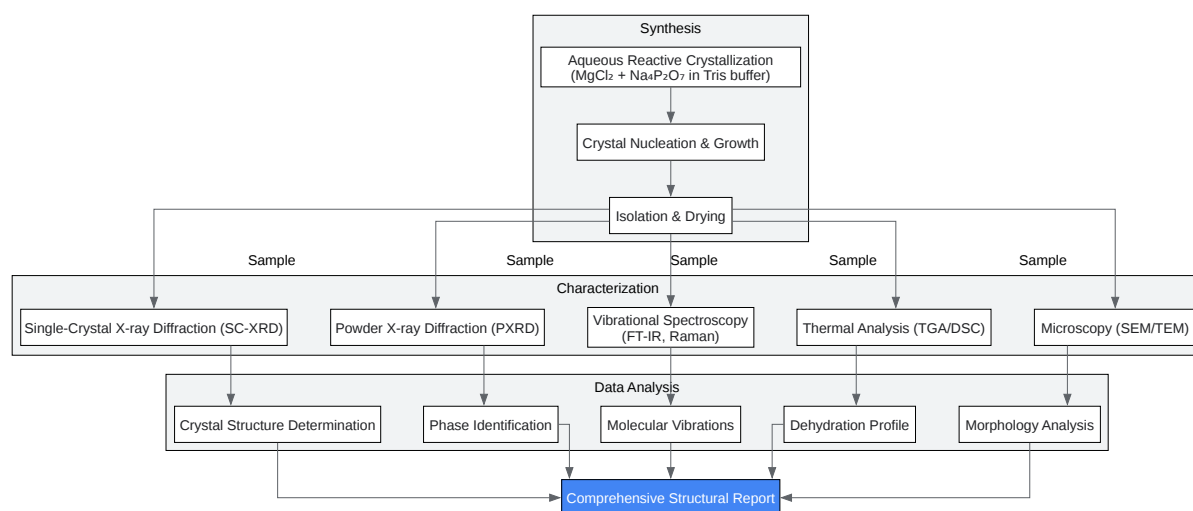 Synthesis
Aqueous Reactive Crystallization
(MgCl₂ + Na₄P₂O₇ in Tris buffer)
Crystal Nucleation & Growth
Isolation & Drying
Sample
Sample
Sample
Sample
Sample
Characterization
Single-Crystal X-ray Diffraction (SC-XRD)
Powder X-ray Diffraction (PXRD)
Vibrational Spectroscopy
(FT-IR, Raman)
Thermal Analysis (TGA/DSC)
Microscopy (SEM/TEM)
Data Analysis
Crystal Structure Determination
Phase Identification
Molecular Vibrations
Dehydration Profile
Morphology Analysis
Comprehensive Structural Report